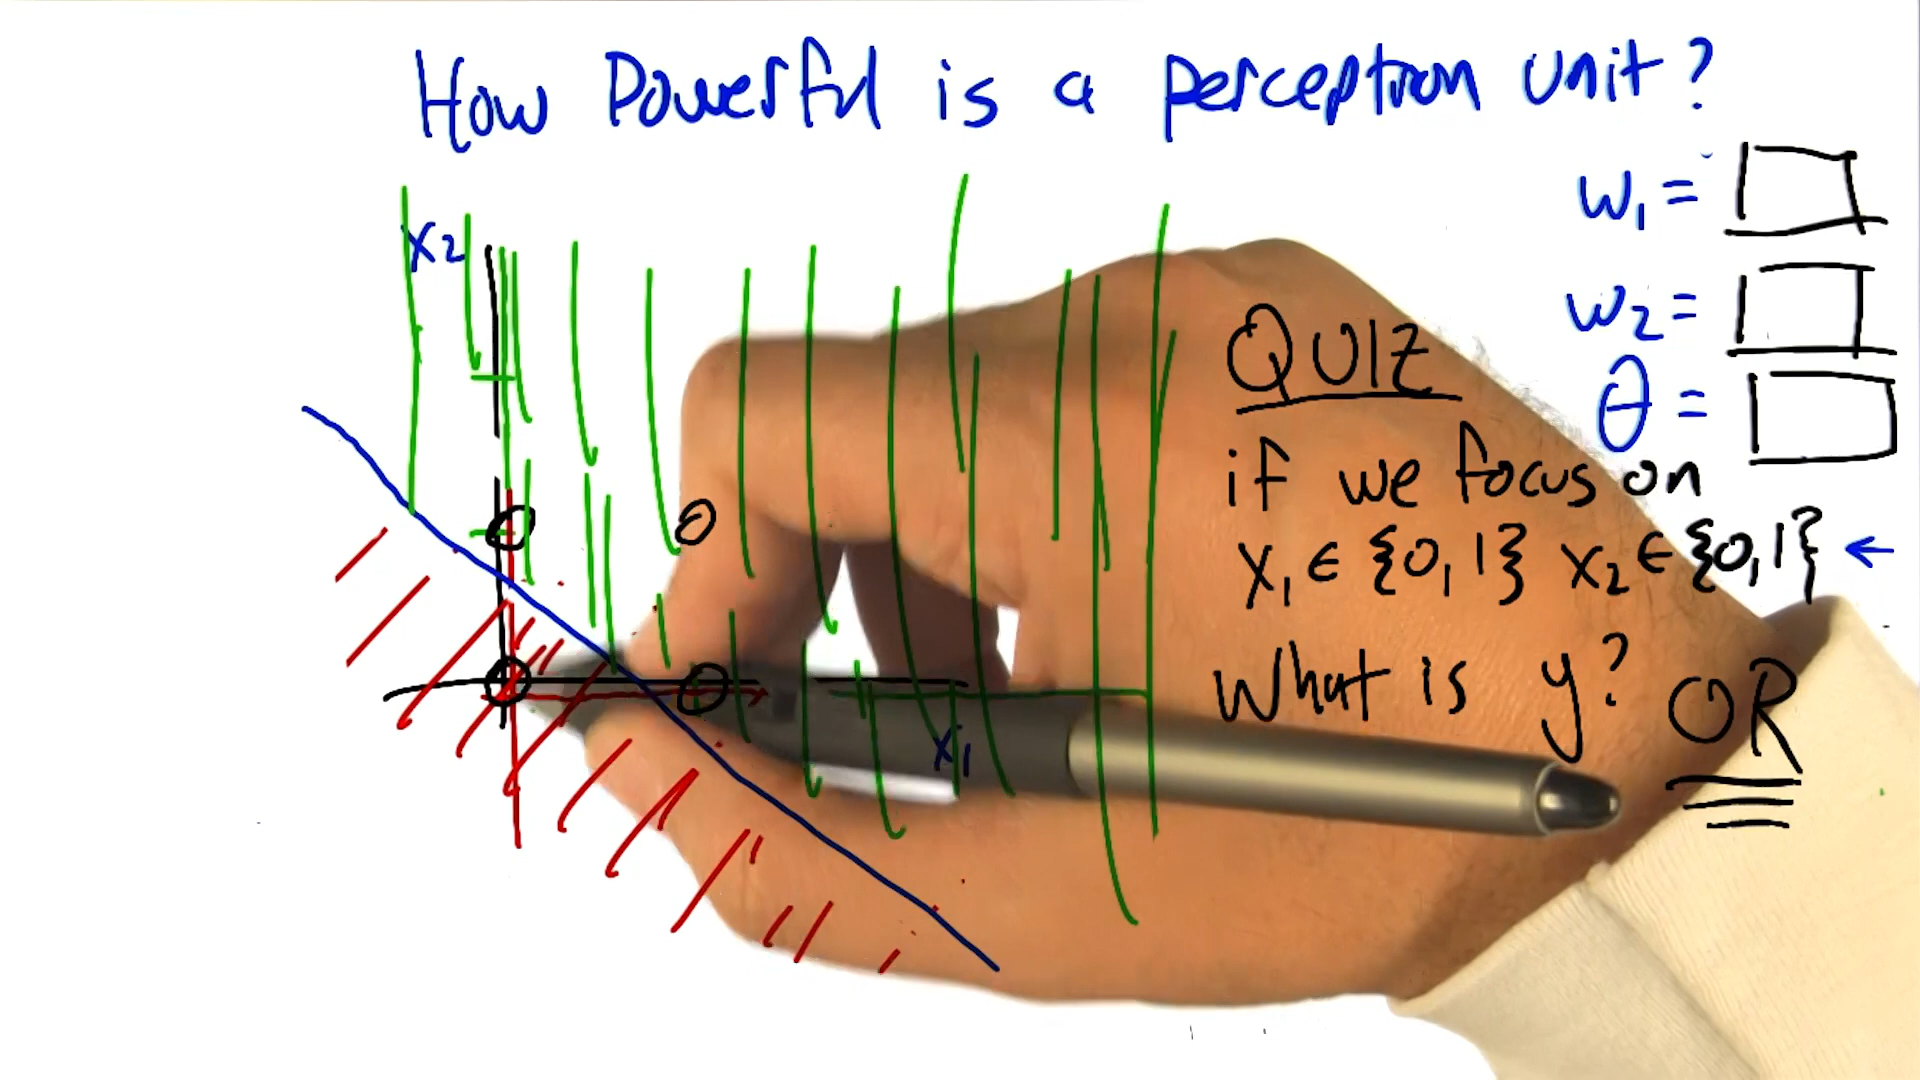 How Powerful is a perceptron unit?
w₁ =
w₂ =
θ =
x₂
x₁
QUIZ
if we focus on
x₁ ∈ {0,1} x₂ ∈ {0,1} ←
What is y? OR